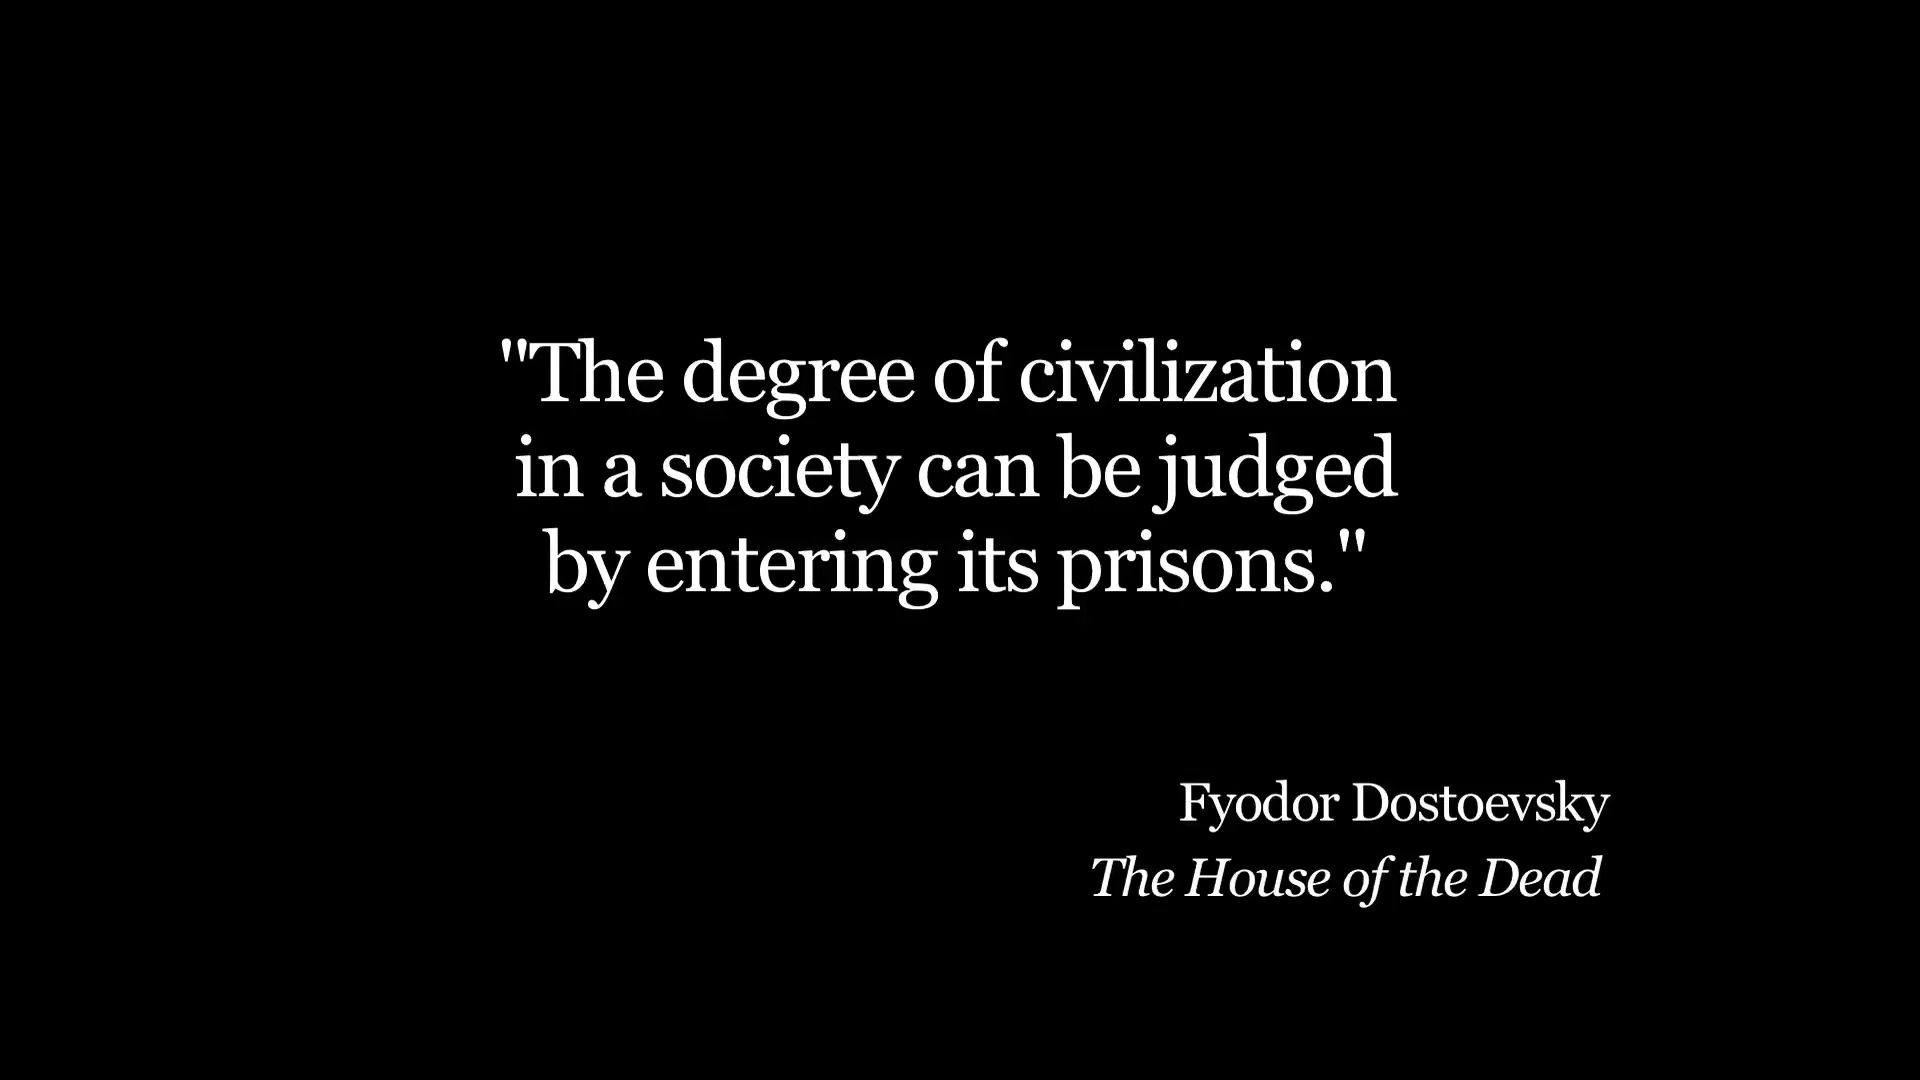 "The degree of civilization
in a society can be judged
by entering its prisons."
Fyodor Dostoevsky
The House of the Dead